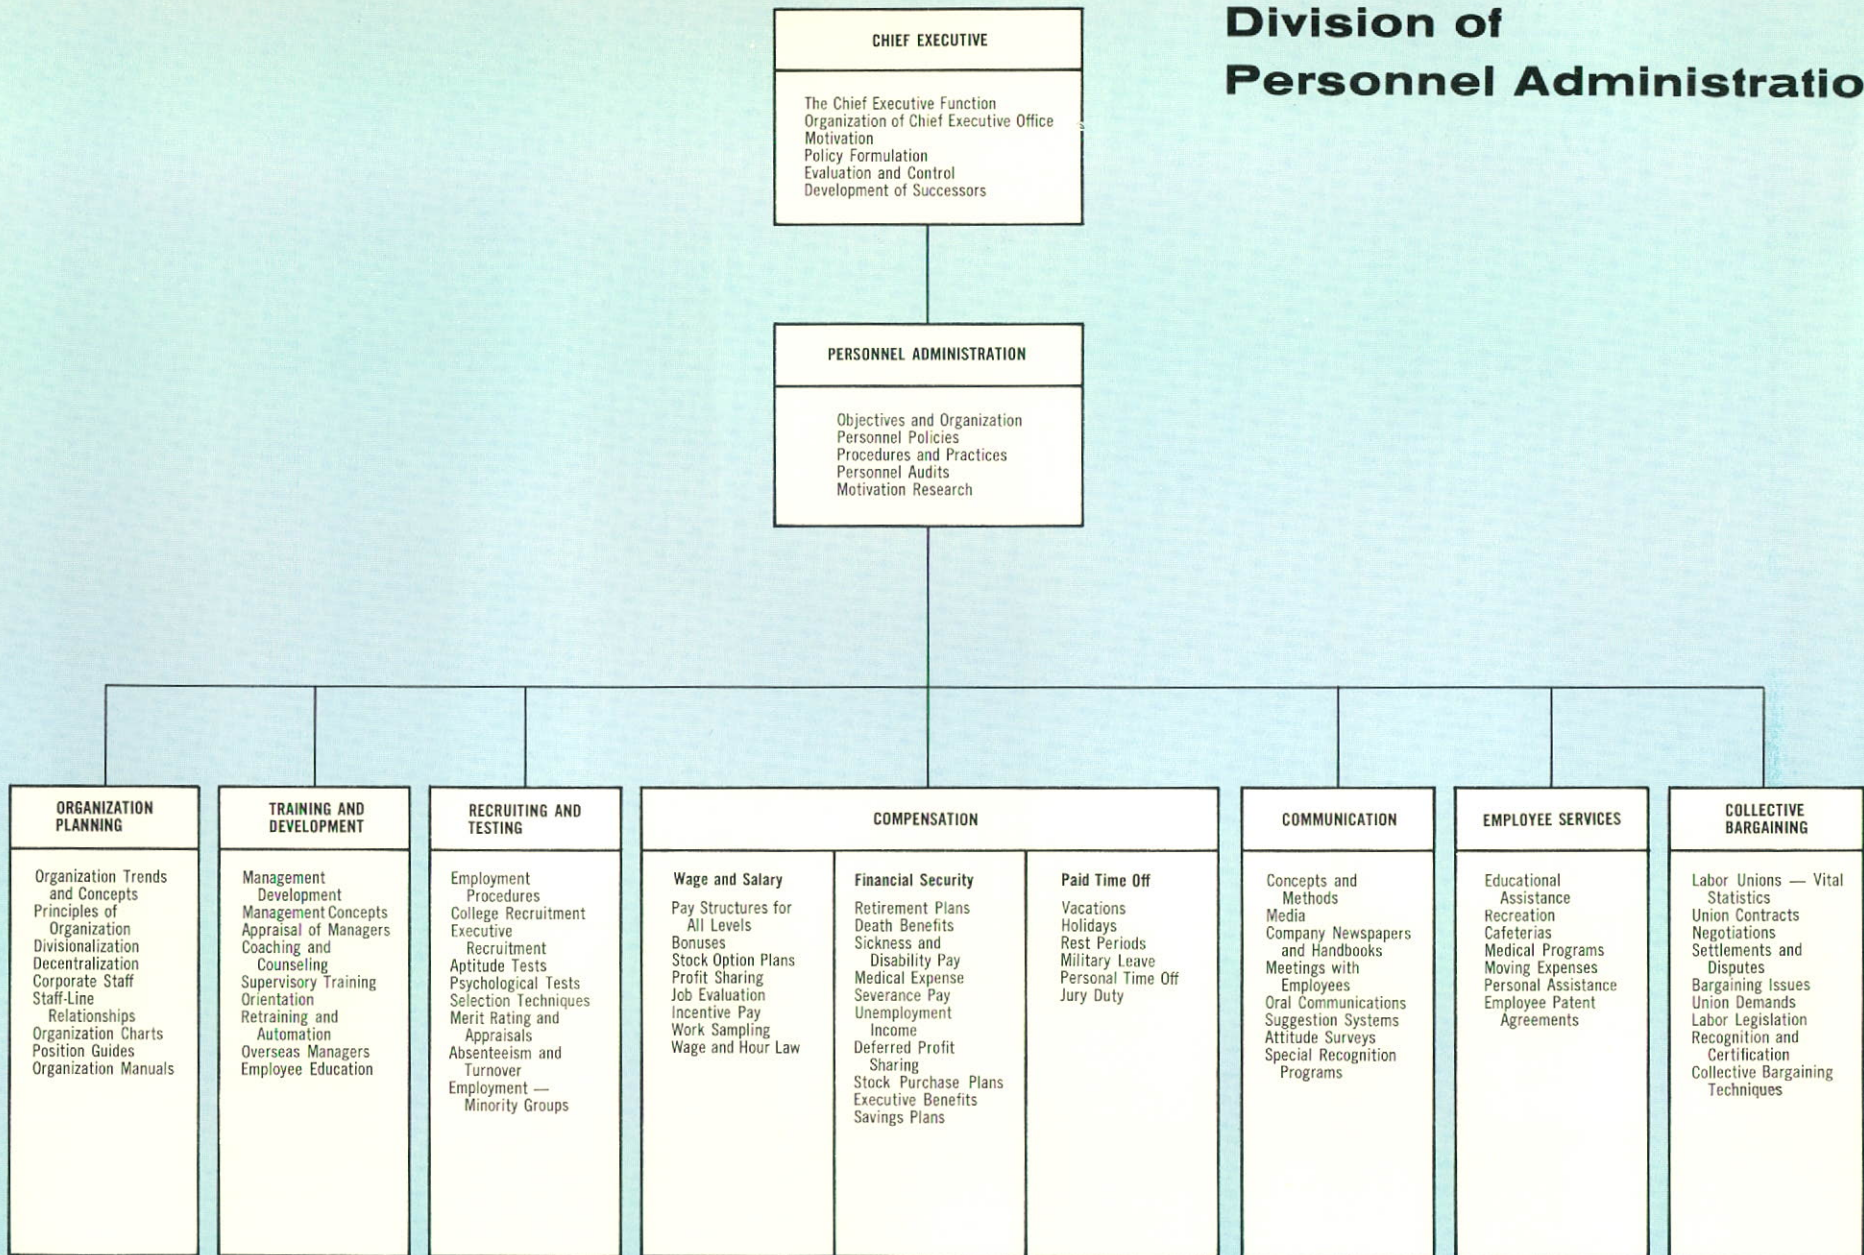 Division of
Personnel Administratio
CHIEF EXECUTIVE
The Chief Executive Function
Organization of Chief Executive Office
Motivation
Policy Formulation
Evaluation and Control
Development of Successors
PERSONNEL ADMINISTRATION
Objectives and Organization
Personnel Policies
Procedures and Practices
Personnel Audits
Motivation Research
ORGANIZATION
PLANNING
Organization Trends
and Concepts
Principles of
Organization
Divisionalization
Decentralization
Corporate Staff
Staff-Line
Relationships
Organization Charts
Position Guides
Organization Manuals
TRAINING AND
DEVELOPMENT
Management
Development
Management Concepts
Appraisal of Managers
Coaching and
Counseling
Supervisory Training
Orientation
Retraining and
Automation
Overseas Managers
Employee Education
RECRUITING AND
TESTING
Employment
Procedures
College Recruitment
Executive
Recruitment
Aptitude Tests
Psychological Tests
Selection Techniques
Merit Rating and
Appraisals
Absenteeism and
Turnover
Employment —
Minority Groups
COMPENSATION
Wage and Salary
Pay Structures for
All Levels
Bonuses
Stock Option Plans
Profit Sharing
Job Evaluation
Incentive Pay
Work Sampling
Wage and Hour Law
Financial Security
Retirement Plans
Death Benefits
Sickness and
Disability Pay
Medical Expense
Severance Pay
Unemployment
Income
Deferred Profit
Sharing
Stock Purchase Plans
Executive Benefits
Savings Plans
Paid Time Off
Vacations
Holidays
Rest Periods
Military Leave
Personal Time Off
Jury Duty
COMMUNICATION
Concepts and
Methods
Media
Company Newspapers
and Handbooks
Meetings with
Employees
Oral Communications
Suggestion Systems
Attitude Surveys
Special Recognition
Programs
EMPLOYEE SERVICES
Educational
Assistance
Recreation
Cafeterias
Medical Programs
Moving Expenses
Personal Assistance
Employee Patent
Agreements
COLLECTIVE
BARGAINING
Labor Unions — Vital
Statistics
Union Contracts
Negotiations
Settlements and
Disputes
Bargaining Issues
Union Demands
Labor Legislation
Recognition and
Certification
Collective Bargaining
Techniques